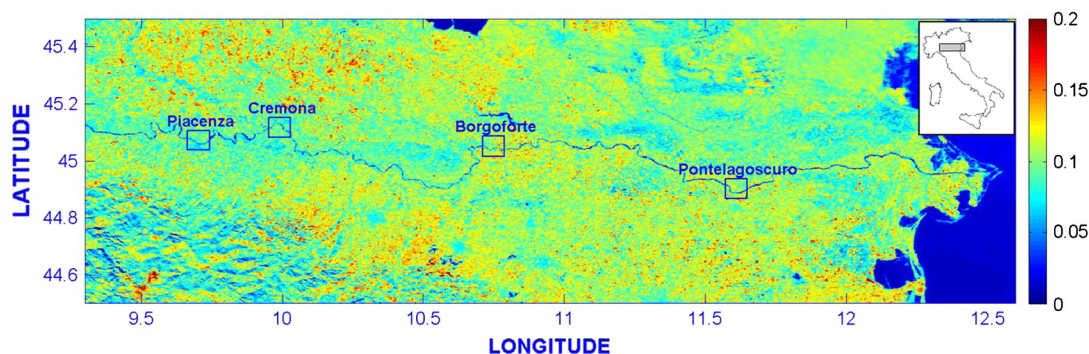 LATITUDE
45.4
45.2
45
44.8
44.6
Piacenza
Cremona
Borgoforte
Pontelagoscuro
9.5
10
10.5
11
11.5
12
12.5
LONGITUDE
0.2
0.15
0.1
0.05
0